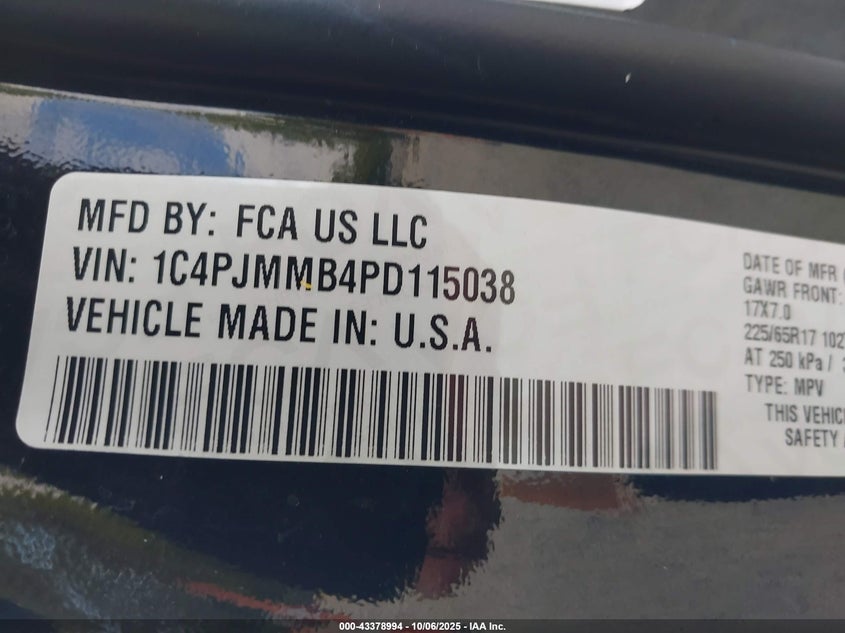 MFD BY: FCA US LLC
VIN: 1C4PJMMB4PD115038
VEHICLE MADE IN: U.S.A.
DATE OF MFR
GAWR FRONT:
17X7.0
225/65R17 102
AT 250 kPa /
TYPE: MPV
THIS VEHIC
SAFETY
000-43378994 - 10/06/2025 - IAA Inc.